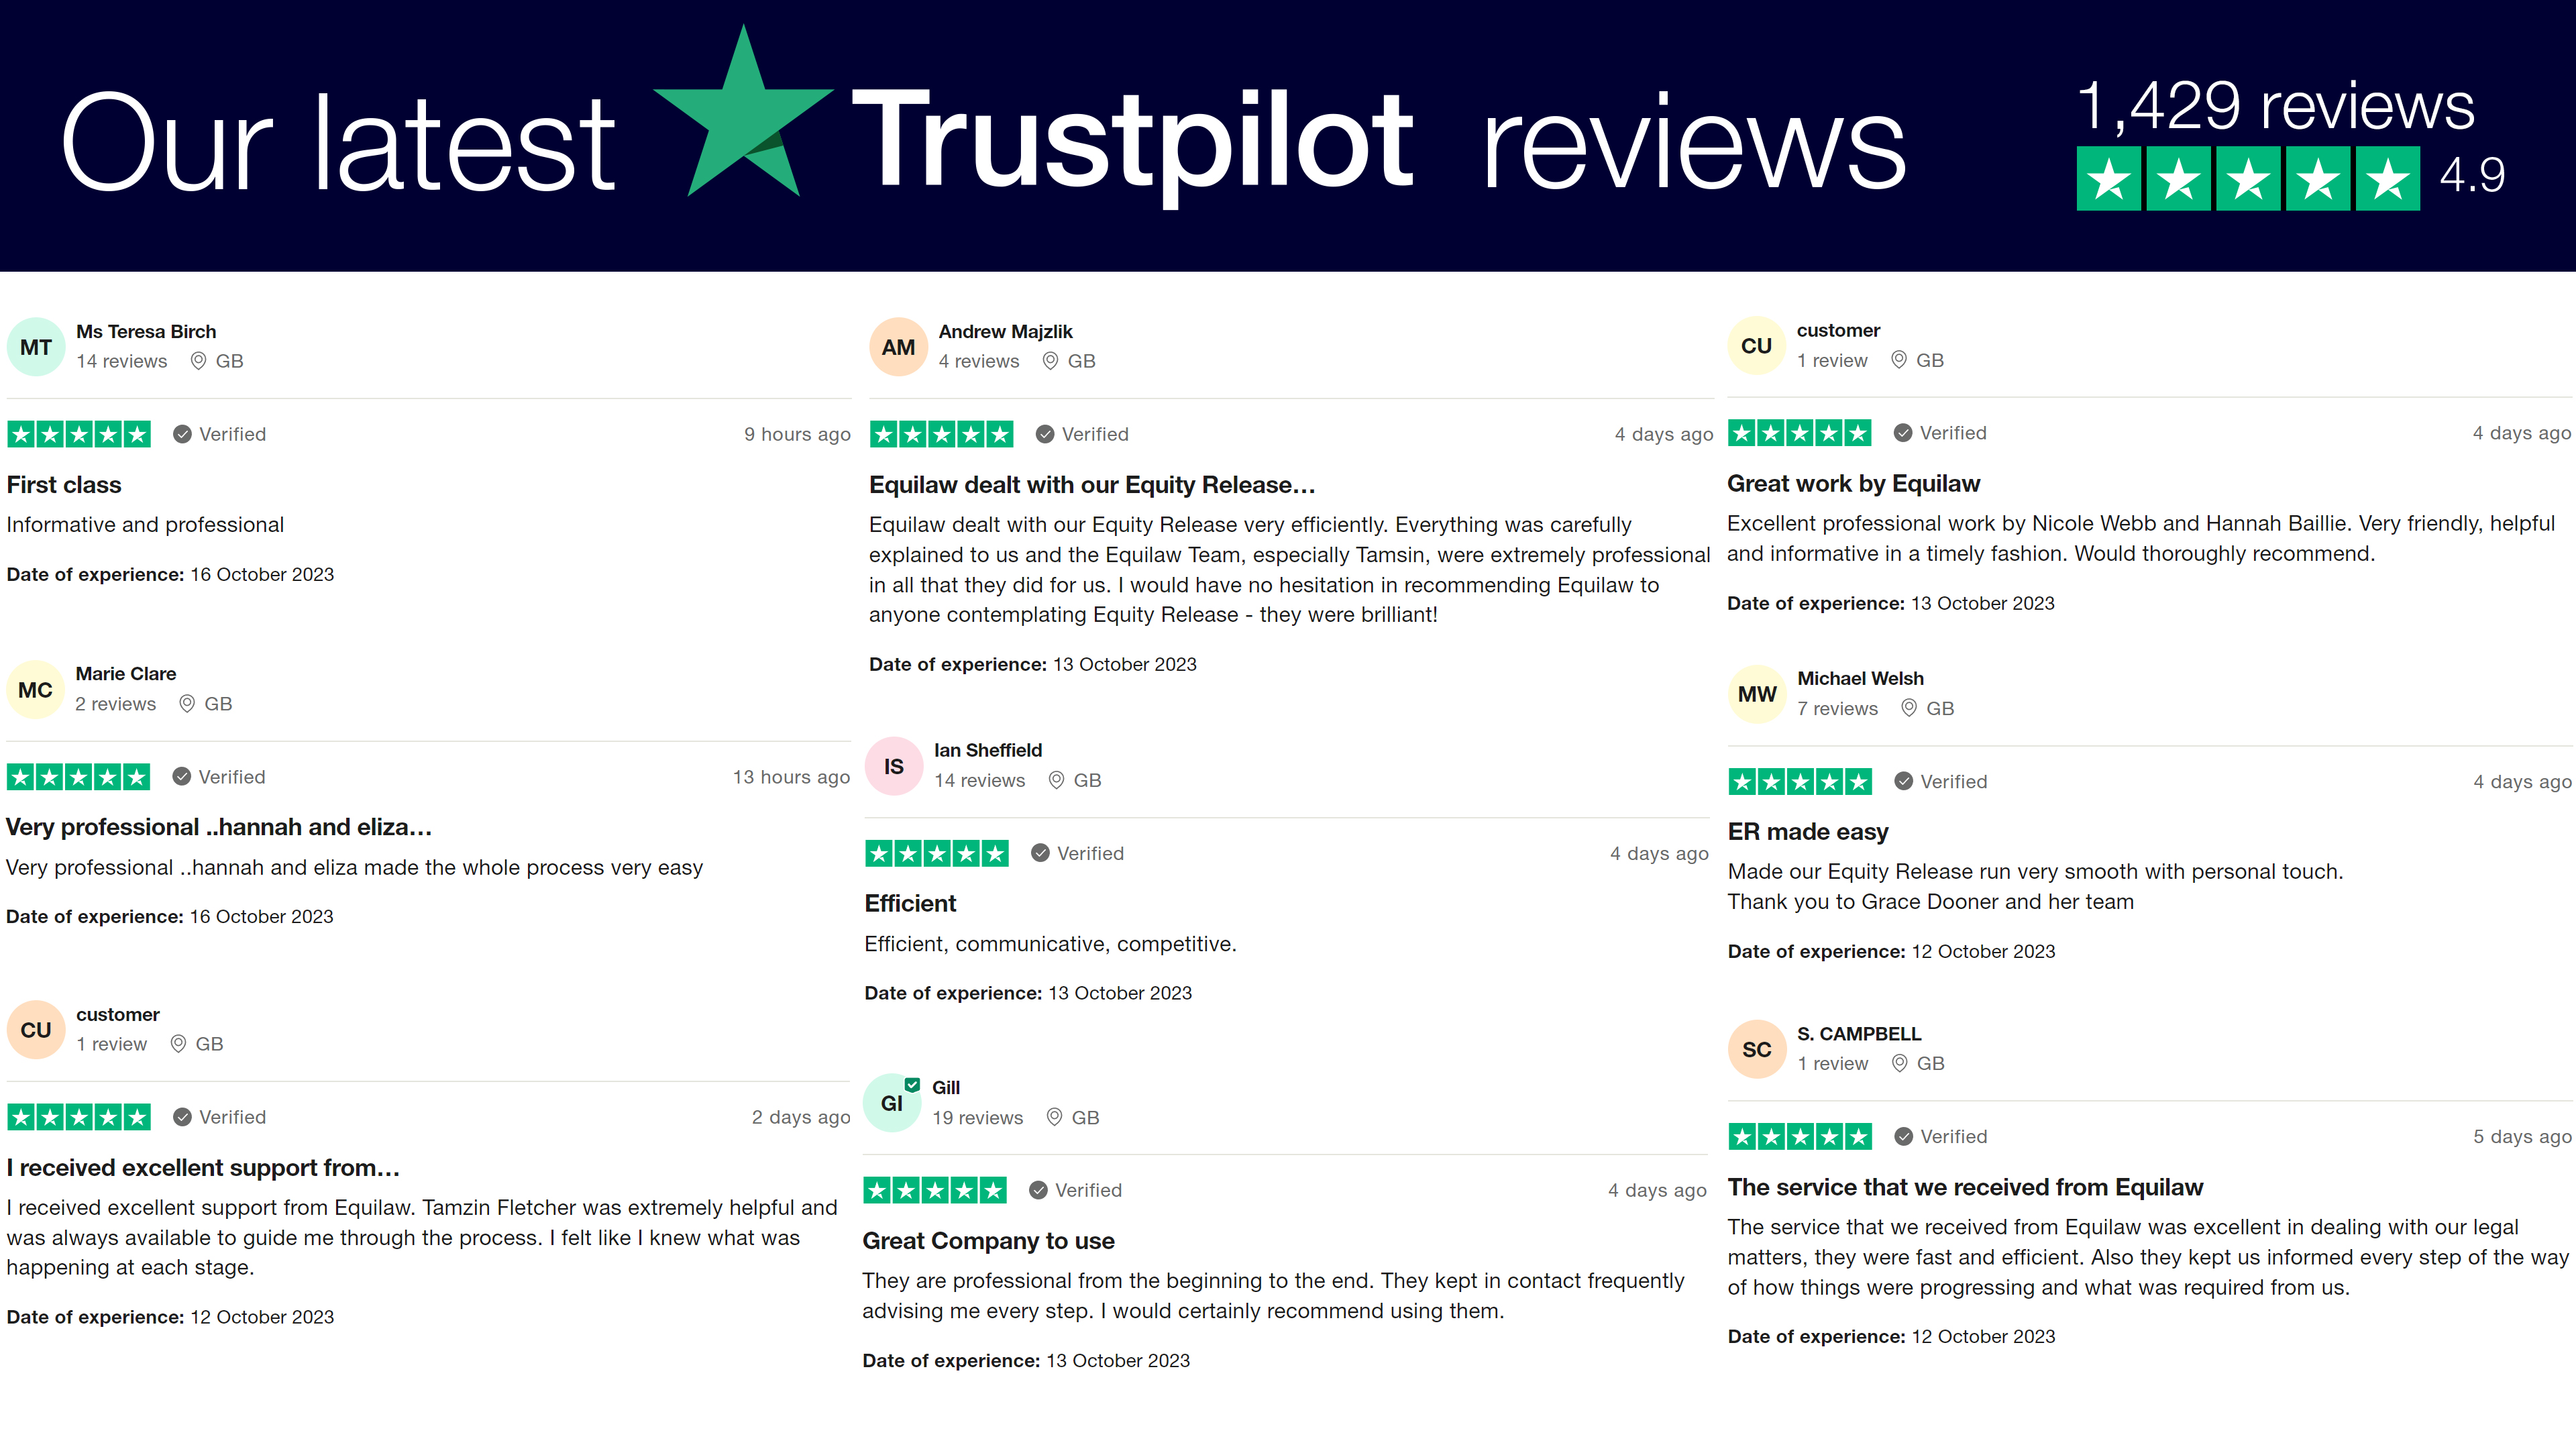 Our latest Trustpilot reviews
1,429 reviews
4.9
MT
Ms Teresa Birch
14 reviews GB
Verified 9 hours ago
First class
Informative and professional
Date of experience: 16 October 2023
MC
Marie Clare
2 reviews GB
Verified 13 hours ago
Very professional ..hannah and eliza…
Very professional ..hannah and eliza made the whole process very easy
Date of experience: 16 October 2023
CU
customer
1 review GB
Verified 2 days ago
I received excellent support from…
I received excellent support from Equilaw. Tamzin Fletcher was extremely helpful and
was always available to guide me through the process. I felt like I knew what was
happening at each stage.
Date of experience: 12 October 2023
AM
Andrew Majzlik
4 reviews GB
Verified 4 days ago
Equilaw dealt with our Equity Release…
Equilaw dealt with our Equity Release very efficiently. Everything was carefully
explained to us and the Equilaw Team, especially Tamsin, were extremely professional
in all that they did for us. I would have no hesitation in recommending Equilaw to
anyone contemplating Equity Release - they were brilliant!
Date of experience: 13 October 2023
IS
Ian Sheffield
14 reviews GB
Verified 4 days ago
Efficient
Efficient, communicative, competitive.
Date of experience: 13 October 2023
GI
Gill
19 reviews GB
Verified 4 days ago
Great Company to use
They are professional from the beginning to the end. They kept in contact frequently
advising me every step. I would certainly recommend using them.
Date of experience: 13 October 2023
CU
customer
1 review GB
Verified 4 days ago
Great work by Equilaw
Excellent professional work by Nicole Webb and Hannah Baillie. Very friendly, helpful
and informative in a timely fashion. Would thoroughly recommend.
Date of experience: 13 October 2023
MW
Michael Welsh
7 reviews GB
Verified 4 days ago
ER made easy
Made our Equity Release run very smooth with personal touch.
Thank you to Grace Dooner and her team
Date of experience: 12 October 2023
SC
S. CAMPBELL
1 review GB
Verified 5 days ago
The service that we received from Equilaw
The service that we received from Equilaw was excellent in dealing with our legal
matters, they were fast and efficient. Also they kept us informed every step of the way
of how things were progressing and what was required from us.
Date of experience: 12 October 2023